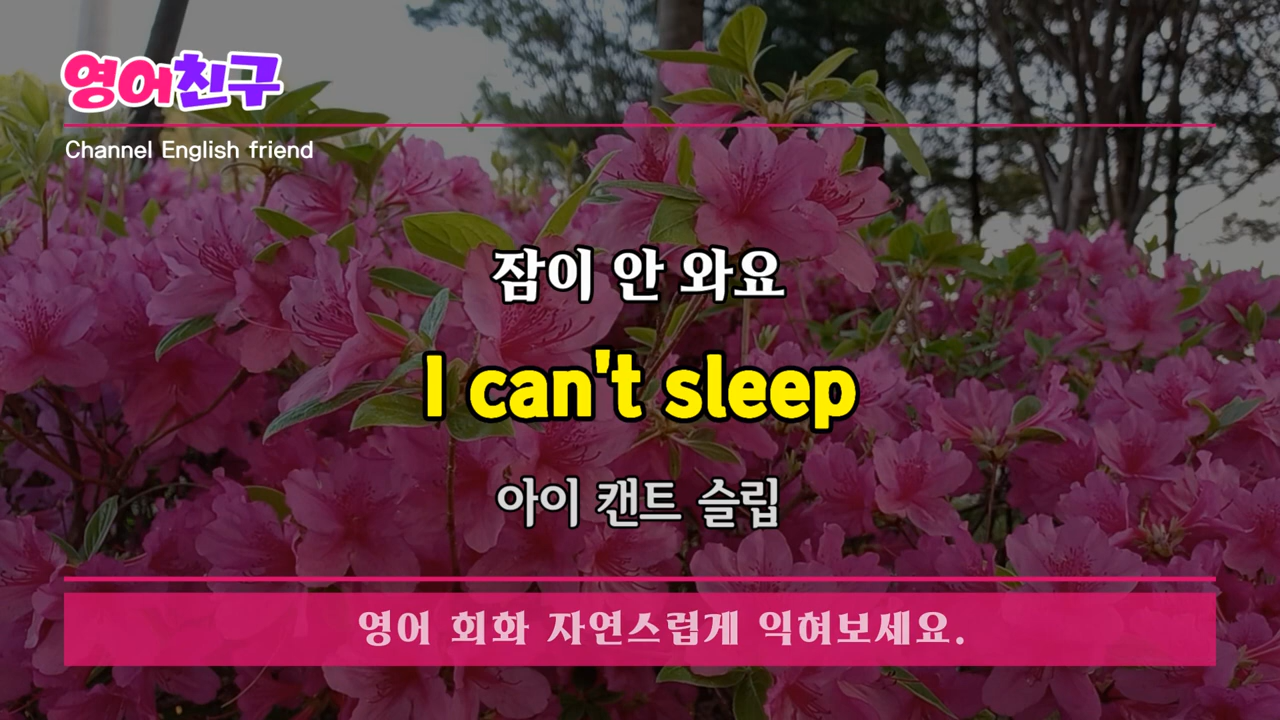 영어친구
Channel English friend
잠이 안 와요
I can't sleep
아이 캔트 슬립
영어 회화 자연스럽게 익혀보세요.